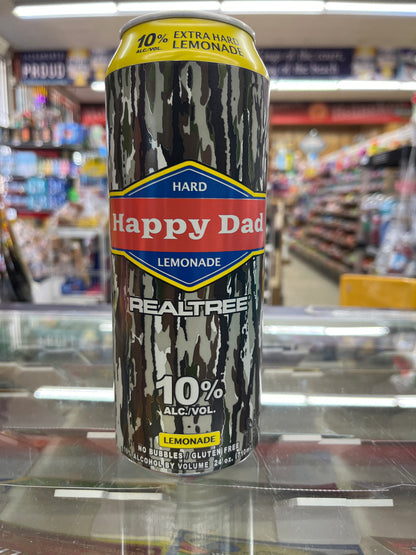 PROUD
10% EXTRA HARD
ALC./VOL. LEMONADE
HARD
Happy Dad
LEMONADE
REALTREE
10%
ALC./VOL.
LEMONADE
NO BUBBLES / GLUTEN FREE
ALCOHOL BY VOLUME 24 oz.